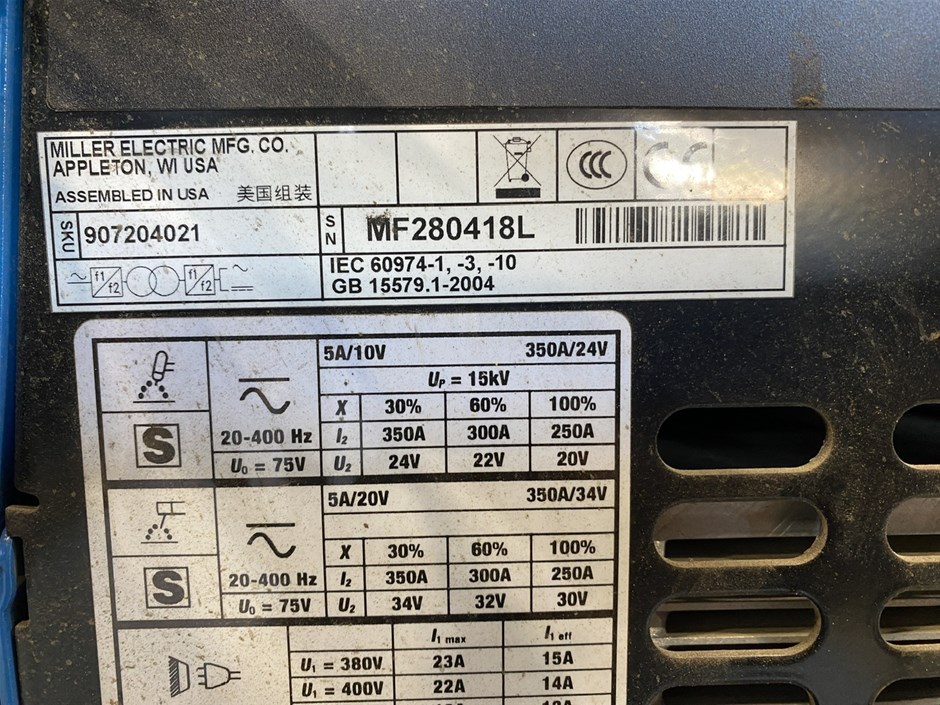 MILLER ELECTRIC MFG. CO.
APPLETON, WI USA
ASSEMBLED IN USA 美国组装
CCC
CE
SKU 907204021
SN MF280418L
f1 f2 f1 f2
IEC 60974-1, -3, -10
GB 15579.1-2004
5A/10V 350A/24V
UP = 15kV
X 30% 60% 100%
20-400 Hz I2 350A 300A 250A
S U0 = 75V U2 24V 22V 20V
5A/20V 350A/34V
X 30% 60% 100%
20-400 Hz I2 350A 300A 250A
S U0 = 75V U2 34V 32V 30V
I1 max I1 eff
U1 = 380V 23A 15A
U1 = 400V 22A 14A